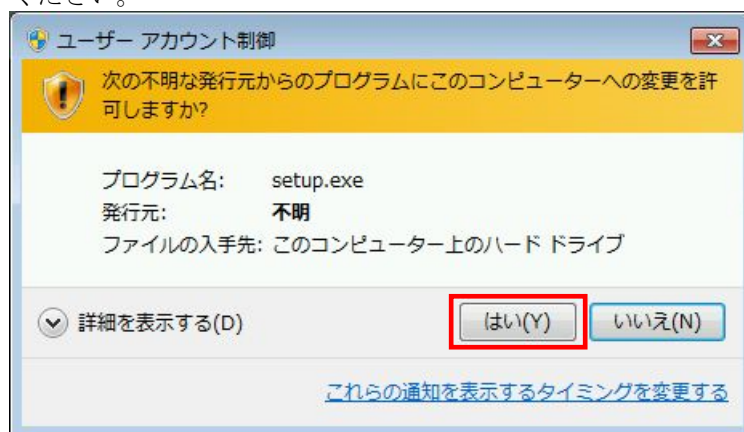 ください。
ユーザー アカウント制御
次の不明な発行元からのプログラムにこのコンピューターへの変更を許
可しますか?
プログラム名: setup.exe
発行元: 不明
ファイルの入手先: このコンピューター上のハード ドライブ
詳細を表示する(D) はい(Y) いいえ(N)
これらの通知を表示するタイミングを変更する